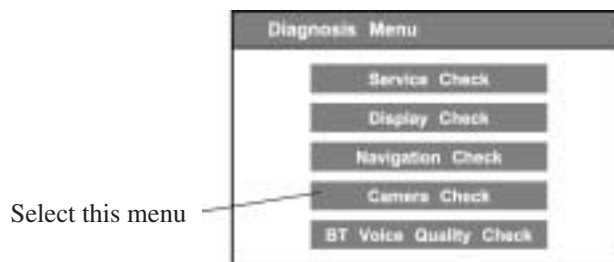 Diagnosis Menu
Service Check
Display Check
Navigation Check
Select this menu
Camera Check
BT Voice Quality Check